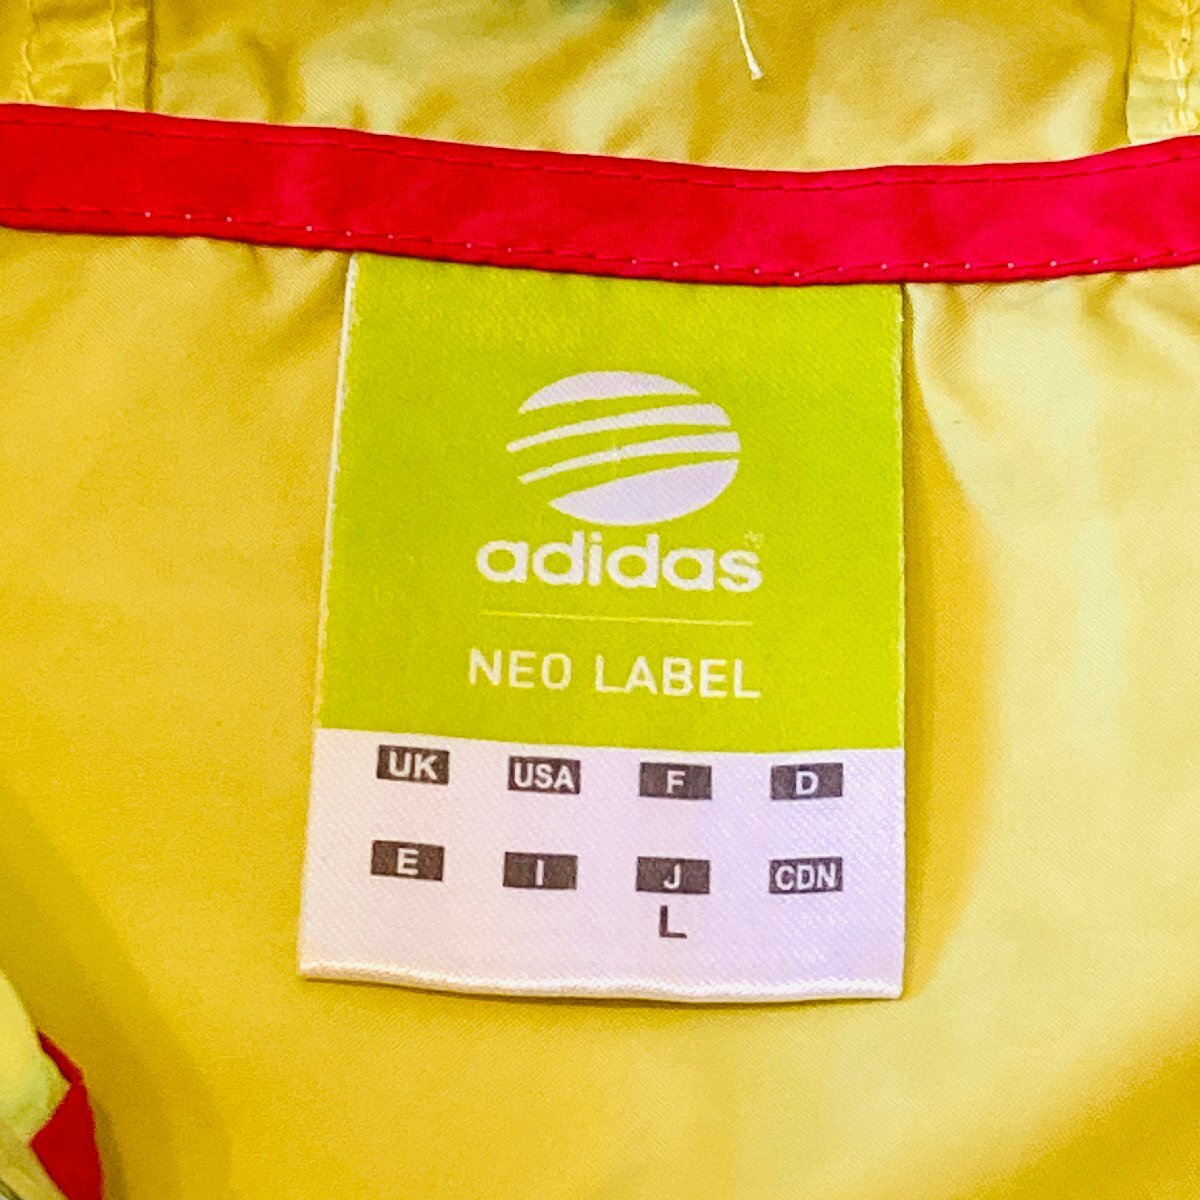 adidas
NEO LABEL
UK USA F D
E I J CDN
L